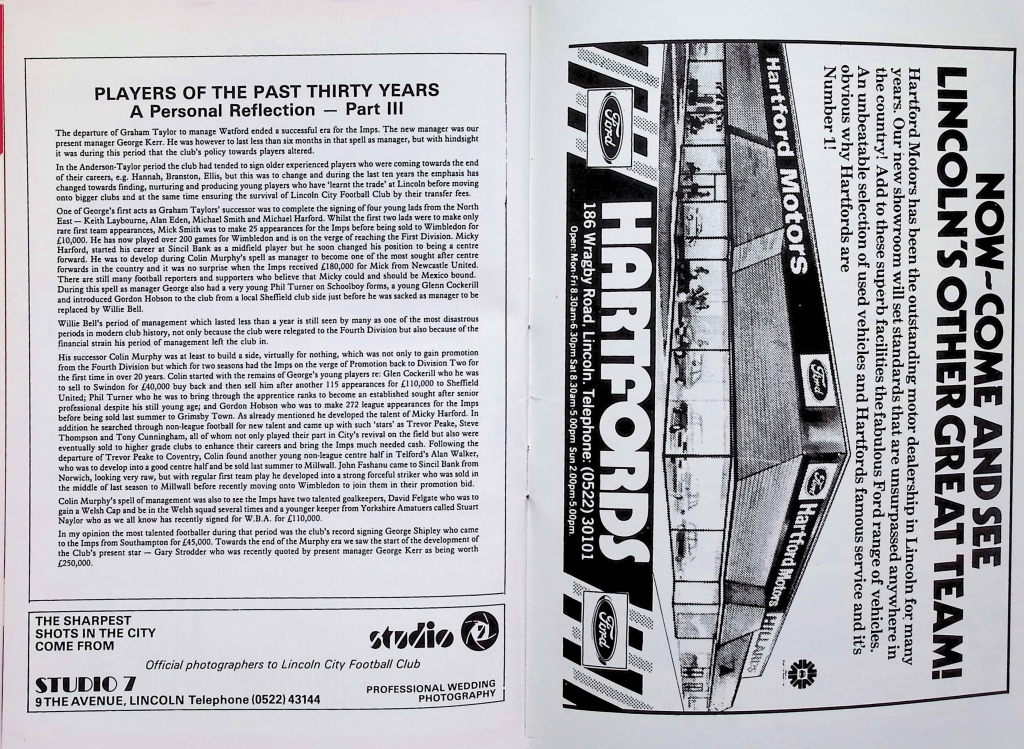 PLAYERS OF THE PAST THIRTY YEARS
A Personal Reflection — Part III
The departure of Graham Taylor to manage Watford ended a successful era for the Imps. The new manager was our
present manager George Kerr. He was however to last less than six months in that spell as manager, but with hindsight
it was during this period that the club's policy towards players altered.
In the Anderson-Taylor period the club had tended to sign older experienced players who were coming towards the end
of their careers, e.g. Hannah, Branston, Ellis, but this was to change and during the last ten years the emphasis has
changed towards finding, nurturing and producing young players who have 'learnt the trade' at Lincoln before moving
onto bigger clubs and at the same time ensuring the survival of Lincoln City Football Club by their transfer fees.
One of George's first acts as Graham Taylors' successor was to complete the signing of four young lads from the North
East — Keith Laybourne, Alan Eden, Michael Smith and Michael Harford. Whilst the first two lads were to make only
rare first team appearances, Mick Smith was to make 25 appearances for the Imps before being sold to Wimbledon for
£10,000. He has now played over 200 games for Wimbledon and is on the verge of reaching the First Division. Micky
Harford, started his career at Sincil Bank as a midfield player but he soon changed his position to being a centre
forward. He was to develop during Colin Murphy's spell as manager to become one of the most sought after centre
forwards in the country and it was no surprise when the Imps received £180,000 for Mick from Newcastle United.
There are still many football reporters and supporters who believe that Micky could and should be Mexico bound.
During this spell as manager George also had a very young Phil Turner on Schoolboy forms, a young Glenn Cockerill
and introduced Gordon Hobson to the club from a local Sheffield club side just before he was sacked as manager to be
replaced by Willie Bell.
Willie Bell's period of management which lasted less than a year is still seen by many as one of the most disastrous
periods in modern club history, not only because the club were relegated to the Fourth Division but also because of the
financial strain his period of management left the club in.
His successor Colin Murphy was at least to build a side, virtually for nothing, which was not only to gain promotion
from the Fourth Division but which for two seasons had the Imps on the verge of Promotion back to Division Two for
the first time in over 20 years. Colin started with the remains of George's young players re: Glen Cockerill who he was
to sell to Swindon for £40,000 buy back and then sell him after another 115 appearances for £110,000 to Sheffield
United; Phil Turner who he was to bring through the apprentice ranks to become an established sought after senior
professional despite his still young age; and Gordon Hobson who was to make 272 league appearances for the Imps
before being sold last summer to Grimsby Town. As already mentioned he developed the talent of Micky Harford. In
addition he searched through non-league football for new talent and came up with such 'stars' as Trevor Peake, Steve
Thompson and Tony Cunningham, all of whom not only played their part in City's revival on the field but also were
eventually sold to higher grade clubs to enhance their careers and bring the Imps much needed cash. Following the
departure of Trevor Peake to Coventry, Colin found another young non-league centre half in Telford's Alan Walker,
who was to develop into a good centre half and be sold last summer to Millwall. John Fashanu came to Sincil Bank from
Norwich, looking very raw, but with regular first team play he developed into a strong forceful striker who was sold in
the middle of last season to Millwall before recently moving onto Wimbledon to join them in their promotion bid.
Colin Murphy's spell of management was also to see the Imps have two talented goalkeepers, David Felgate who was to
gain a Welsh Cap and be in the Welsh squad several times and a younger keeper from Yorkshire Amatuers called Stuart
Naylor who as we all know has recently signed for W.B.A. for £110,000.
In my opinion the most talented footballer during that period was the club's record signing George Shipley who came
to the Imps from Southampton for £45,000. Towards the end of the Murphy era we saw the start of the development of
the Club's present star — Gary Strodder who was recently quoted by present manager George Kerr as being worth
£250,000.
THE SHARPEST
SHOTS IN THE CITY
COME FROM
studio 7
Official photographers to Lincoln City Football Club
STUDIO 7
9 THE AVENUE, LINCOLN Telephone (0522) 43144
PROFESSIONAL WEDDING
PHOTOGRAPHY
NOW-COME AND SEE
LINCOLN'S OTHER GREAT TEAM!
Hartford Motors has been the outstanding motor dealership in Lincoln for many
years. Our new showroom will set standards that are unsurpassed anywhere in
the country! Add to these superb facilites the fabulous Ford range of vehicles.
An unbeatable selection of used vehicles and Hartfords famous service and it's
obvious why Hartfords are
Number 1!
Hartford Motors
Ford
Ford
Hartford Motors
HILLARDS
Ford
HARTFORDS
Ford
186 Wragby Road, Lincoln. Telephone: (0522) 30101
Open: Mon-Fri 8.30am-6.30pm Sat 8.30am-5.00pm Sun 2.00pm-5.00pm.